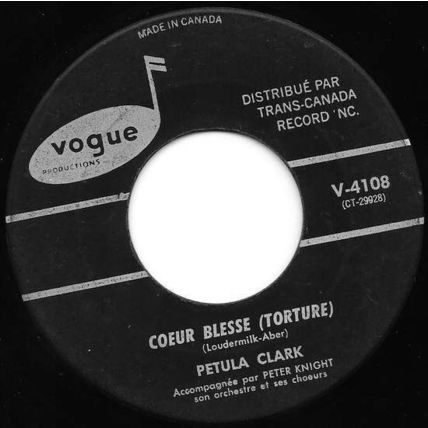 MADE IN CANADA
vogue
PRODUCTIONS
DISTRIBUÉ PAR
TRANS-CANADA
RECORD 'NC.
V-4108
(CT-29928)
COEUR BLESSE (TORTURE)
(Loudermilk-Aber)
PETULA CLARK
Accompagnée par PETER KNIGHT
son orchestre et ses choeurs